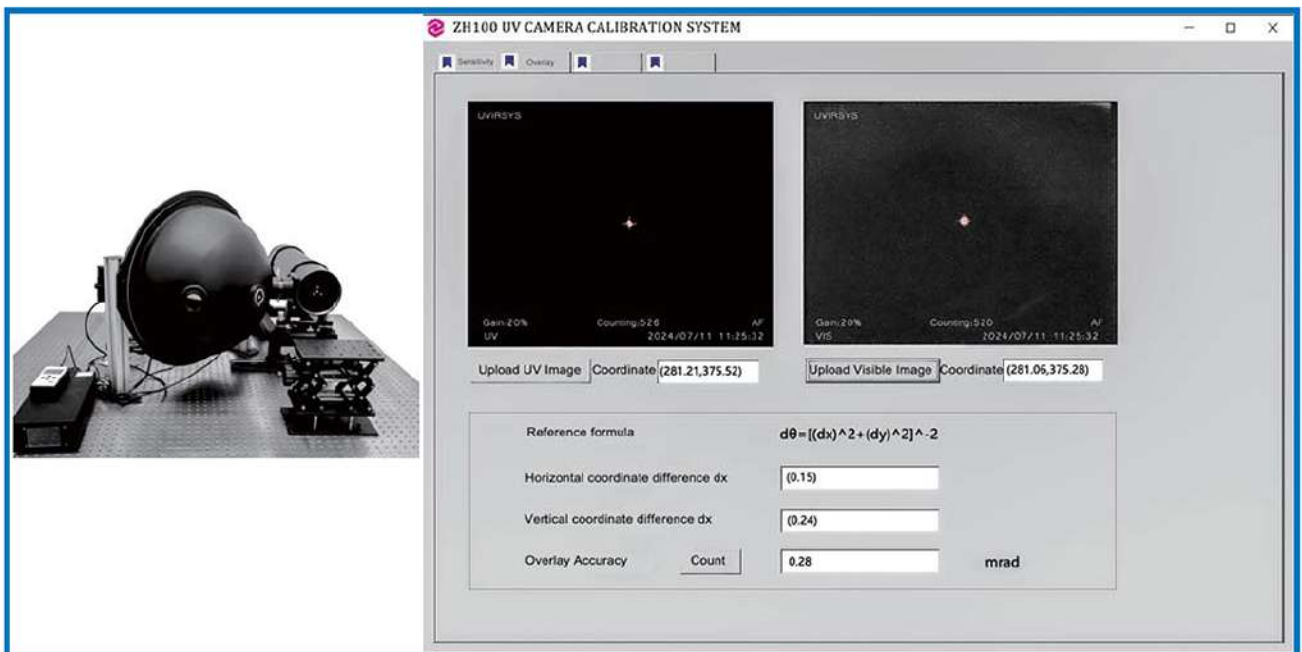 ZH100 UV CAMERA CALIBRATION SYSTEM
Sensitivity Overlay
UVIRSYS
Gain:20% Counting:526 AF
UV 2024/07/11 11:25:32
UVIRSYS
Gain:20% Counting:520 AF
VIS 2024/07/11 11:25:32
Upload UV Image Coordinate (281.21,375.52)
Upload Visible Image Coordinate (281.06,375.28)
Reference formula dθ=[(dx)^2+(dy)^2]^-2
Horizontal coordinate difference dx (0.15)
Vertical coordinate difference dx (0.24)
Overlay Accuracy Count 0.28 mrad